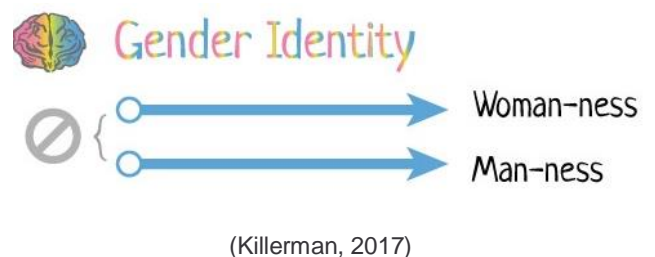 Gender Identity
Woman-ness
Man-ness
(Killerman, 2017)